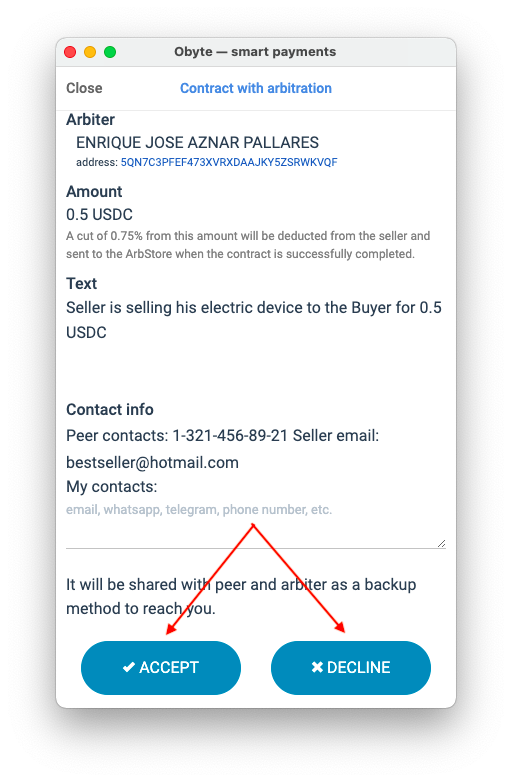 Obyte — smart payments
Close
Contract with arbitration
Arbiter
ENRIQUE JOSE AZNAR PALLARES
address: 5QN7C3PFEF473XVRXDAAJKY5ZSRWKVQF
Amount
0.5 USDC
A cut of 0.75% from this amount will be deducted from the seller and
sent to the ArbStore when the contract is successfully completed.
Text
Seller is selling his electric device to the Buyer for 0.5
USDC
Contact info
Peer contacts: 1-321-456-89-21 Seller email:
bestseller@hotmail.com
My contacts:
email, whatsapp, telegram, phone number, etc.
It will be shared with peer and arbiter as a backup
method to reach you.
✔ ACCEPT
✖ DECLINE